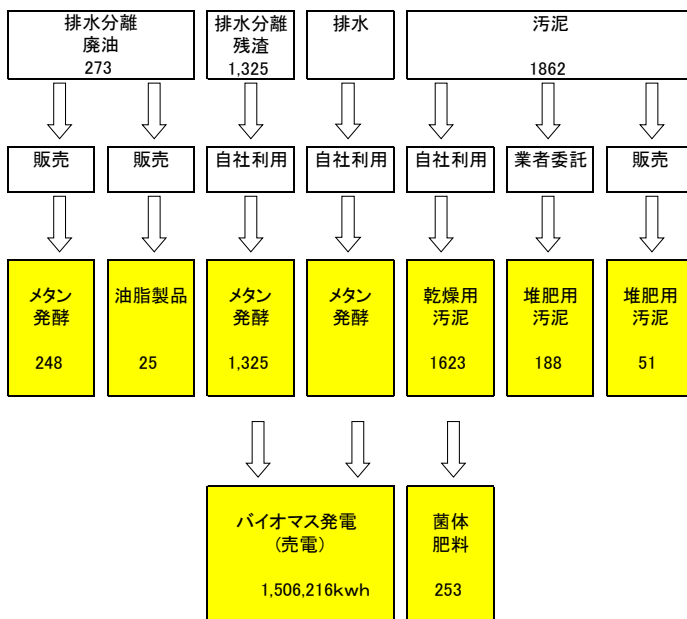 排水分離
廃油
273
排水分離
残渣
1,325
排水
汚泥
1862
販売
販売
自社利用
自社利用
自社利用
業者委託
販売
メタン
発酵
248
油脂製品
25
メタン
発酵
1,325
メタン
発酵
乾燥用
汚泥
1623
堆肥用
汚泥
188
堆肥用
汚泥
51
バイオマス発電
(売電)
1,506,216kwh
菌体
肥料
253